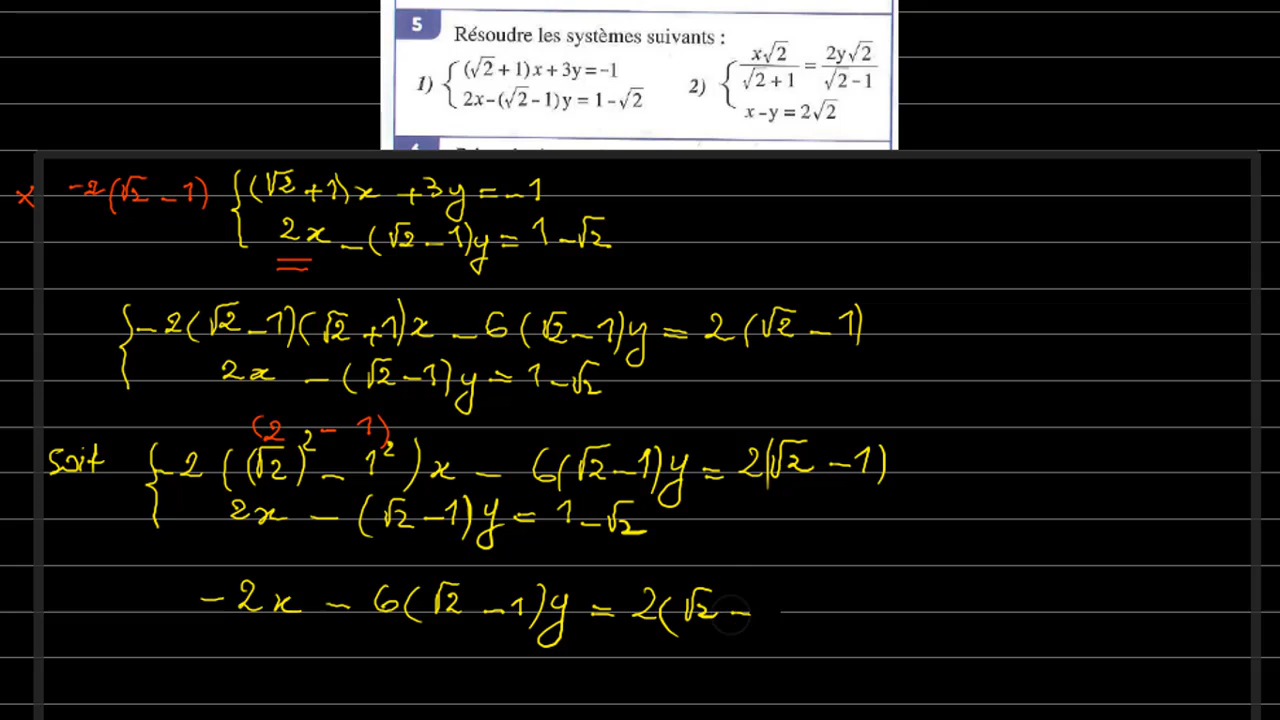 5 Résoudre les systèmes suivants :
1) { (√2 + 1)x + 3y = -1
2x - (√2 - 1)y = 1 - √2
2) { x√2 / √2 + 1 = 2y√2 / √2 - 1
x - y = 2√2
x -2(√2 - 1) { (√2 + 1)x + 3y = -1
2x - (√2 - 1)y = 1 - √2
{ -2(√2 - 1)(√2 + 1)x - 6(√2 - 1)y = 2(√2 - 1)
2x - (√2 - 1)y = 1 - √2
(2 - 1)
Soit { -2((√2)² - 1²)x - 6(√2 - 1)y = 2(√2 - 1)
2x - (√2 - 1)y = 1 - √2
-2x - 6(√2 - 1)y = 2(√2 -